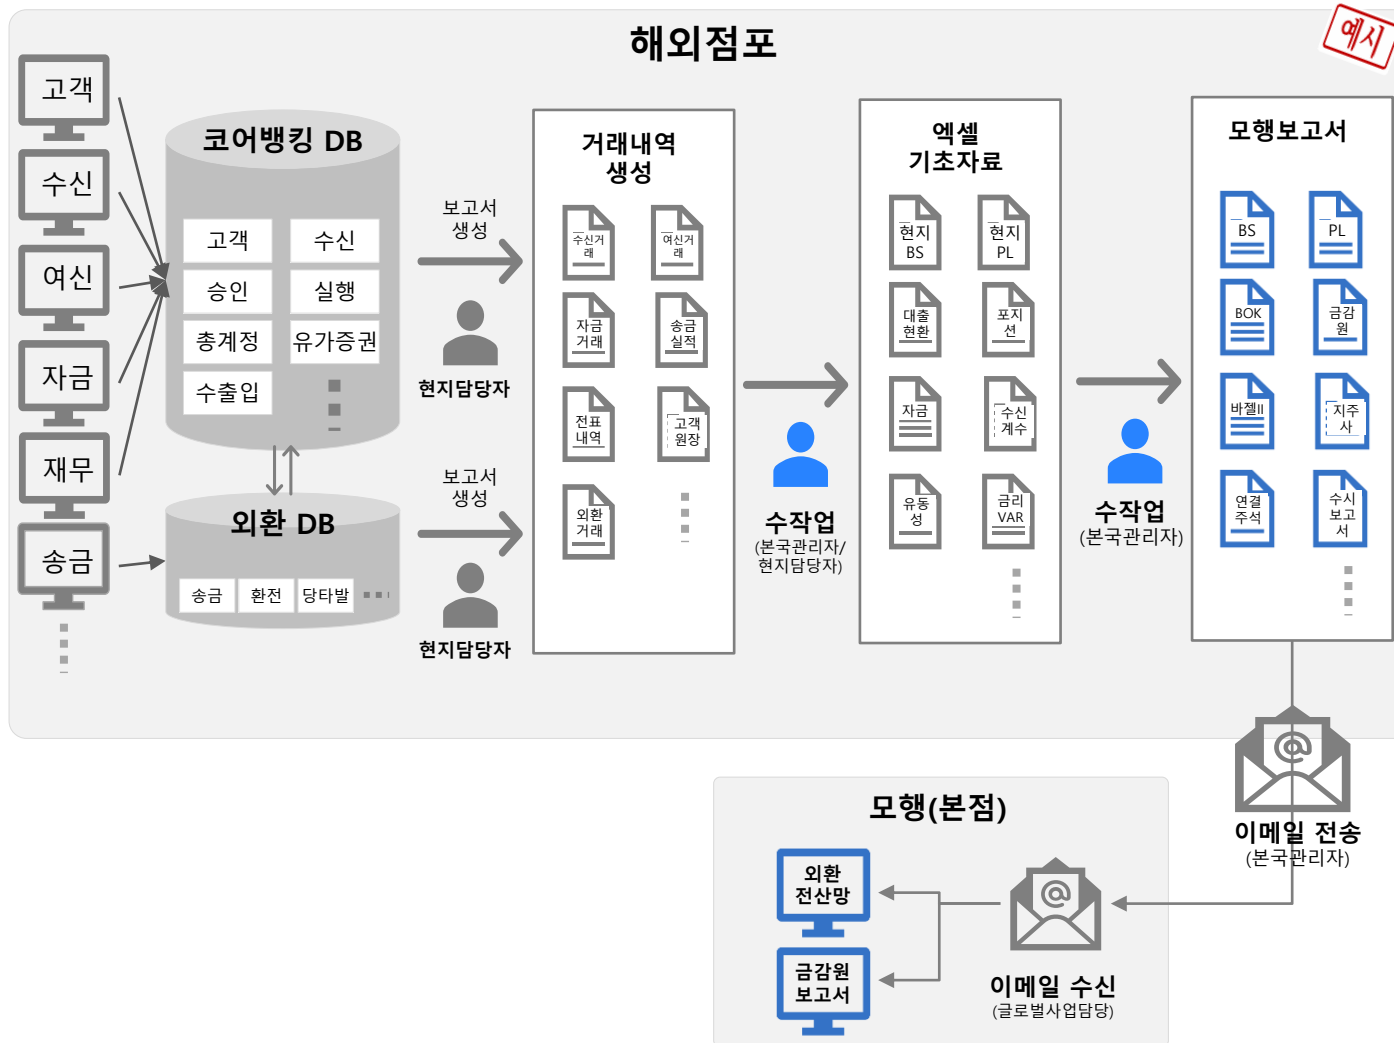 해외점포
예시
고객
수신
여신
자금
재무
송금
코어뱅킹 DB
고객
수신
승인
실행
총계정
유가증권
수출입
외환 DB
송금
환전
당타발
보고서
생성
현지담당자
보고서
생성
현지담당자
거래내역
생성
수신거
래
여신거
래
자금
거래
송금
실적
전표
내역
고객
원장
외환
거래
수작업
(본국관리자/
현지담당자)
엑셀
기초자료
현지
BS
현지
PL
대출
현환
포지
션
자금
수신
계수
유동
성
금리
VAR
수작업
(본국관리자)
모행보고서
BS
PL
BOK
금감
원
바젤II
지주
사
연결
주석
수시
보고
서
@
이메일 전송
(본국관리자)
모행(본점)
외환
전산망
금감원
보고서
@
이메일 수신
(글로벌사업담당)